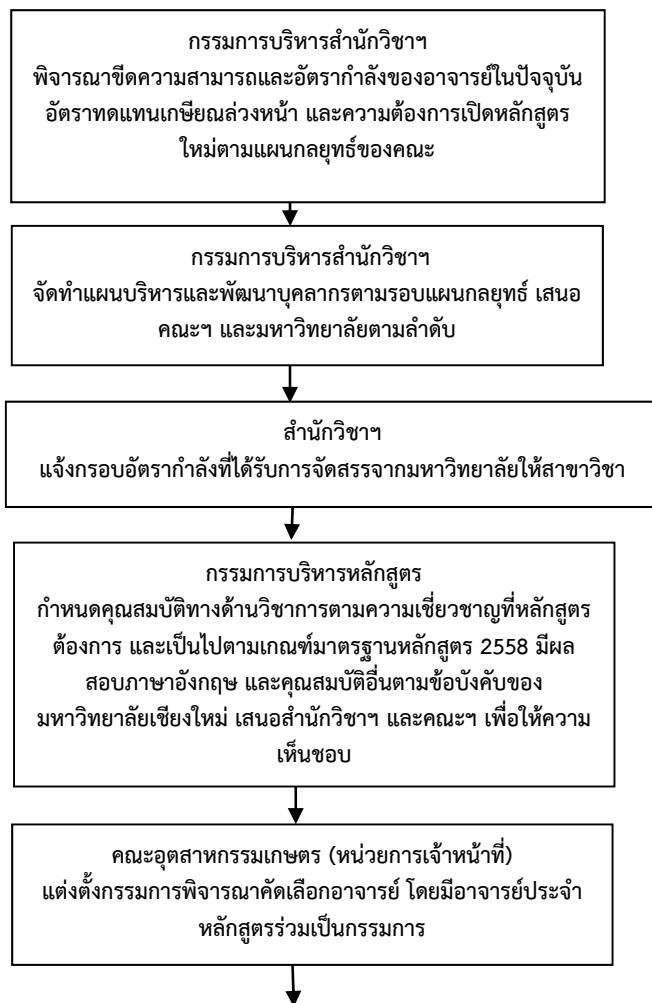 กรรมการบริหารสำนักวิชาฯ
พิจารณาขีดความสามารถและอัตรากำลังของอาจารย์ในปัจจุบัน
อัตราทดแทนเกษียณล่วงหน้า และความต้องการเปิดหลักสูตร
ใหม่ตามแผนกลยุทธ์ของคณะ
กรรมการบริหารสำนักวิชาฯ
จัดทำแผนบริหารและพัฒนาบุคลากรตามรอบแผนกลยุทธ์ เสนอ
คณะฯ และมหาวิทยาลัยตามลำดับ
สำนักวิชาฯ
แจ้งกรอบอัตรากำลังที่ได้รับการจัดสรรจากมหาวิทยาลัยให้สาขาวิชา
กรรมการบริหารหลักสูตร
กำหนดคุณสมบัติทางด้านวิชาการตามความเชี่ยวชาญที่หลักสูตร
ต้องการ และเป็นไปตามเกณฑ์มาตรฐานหลักสูตร 2558 มีผล
สอบภาษาอังกฤษ และคุณสมบัติอื่นตามข้อบังคับของ
มหาวิทยาลัยเชียงใหม่ เสนอสำนักวิชาฯ และคณะฯ เพื่อให้ความ
เห็นชอบ
คณะอุตสาหกรรมเกษตร (หน่วยการเจ้าหน้าที่)
แต่งตั้งกรรมการพิจารณาคัดเลือกอาจารย์ โดยมีอาจารย์ประจำ
หลักสูตรร่วมเป็นกรรมการ